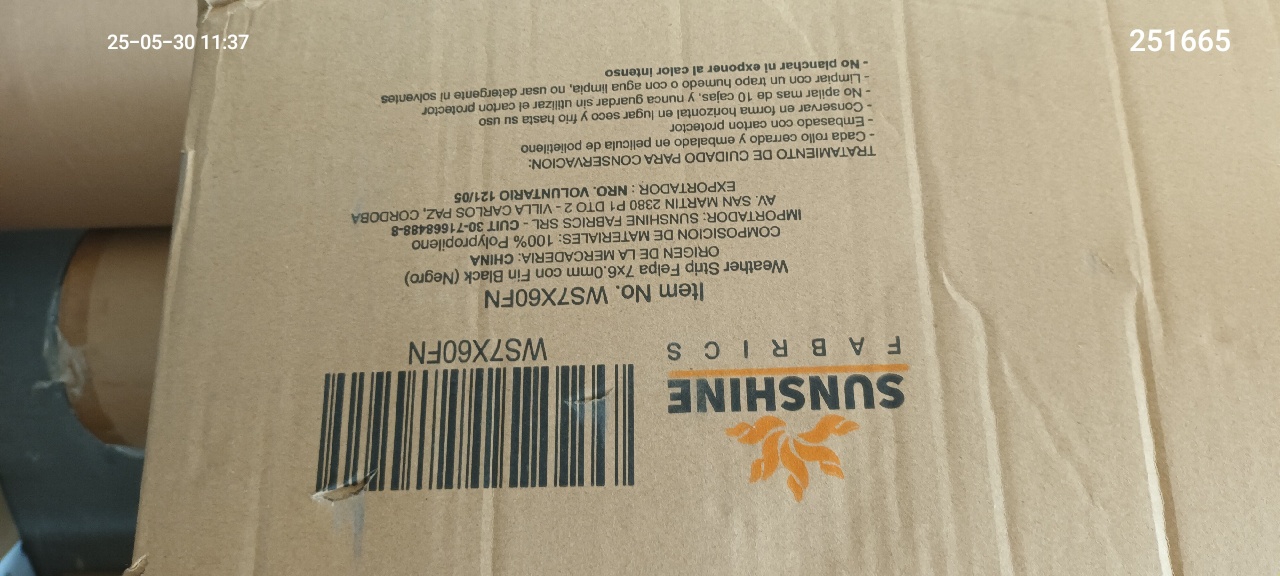 25-05-30 11:37
251665
SUNSHINE
FABRICS
WS7X60FN
Item No. WS7X60FN
Weather Strip Felpa 7x6.0mm con Fin Black (Negro)
ORIGEN DE LA MERCADERIA: CHINA
COMPOSICION DE MATERIALES: 100% Polypropileno
IMPORTADOR: SUNSHINE FABRICS SRL - CUIT 30-71668488-8
AV. SAN MARTIN 2380 P1 DTO 2 - VILLA CARLOS PAZ, CORDOBA
EXPORTADOR : NRO. VOLUNTARIO 121/05
TRATAMIENTO DE CUIDADO PARA CONSERVACION:
- Cada rollo cerrado y embalado en pelicula de polietileno
- Embasado con carton protector
- Conservar en forma horizontal en lugar seco y frio hasta su uso
- No apilar mas de 10 cajas, y nunca guardar sin utilizar el carton protector
- Limpiar con un trapo humedo o con agua limpia, no usar detergente ni solventes
- No planchar ni exponer al calor intenso